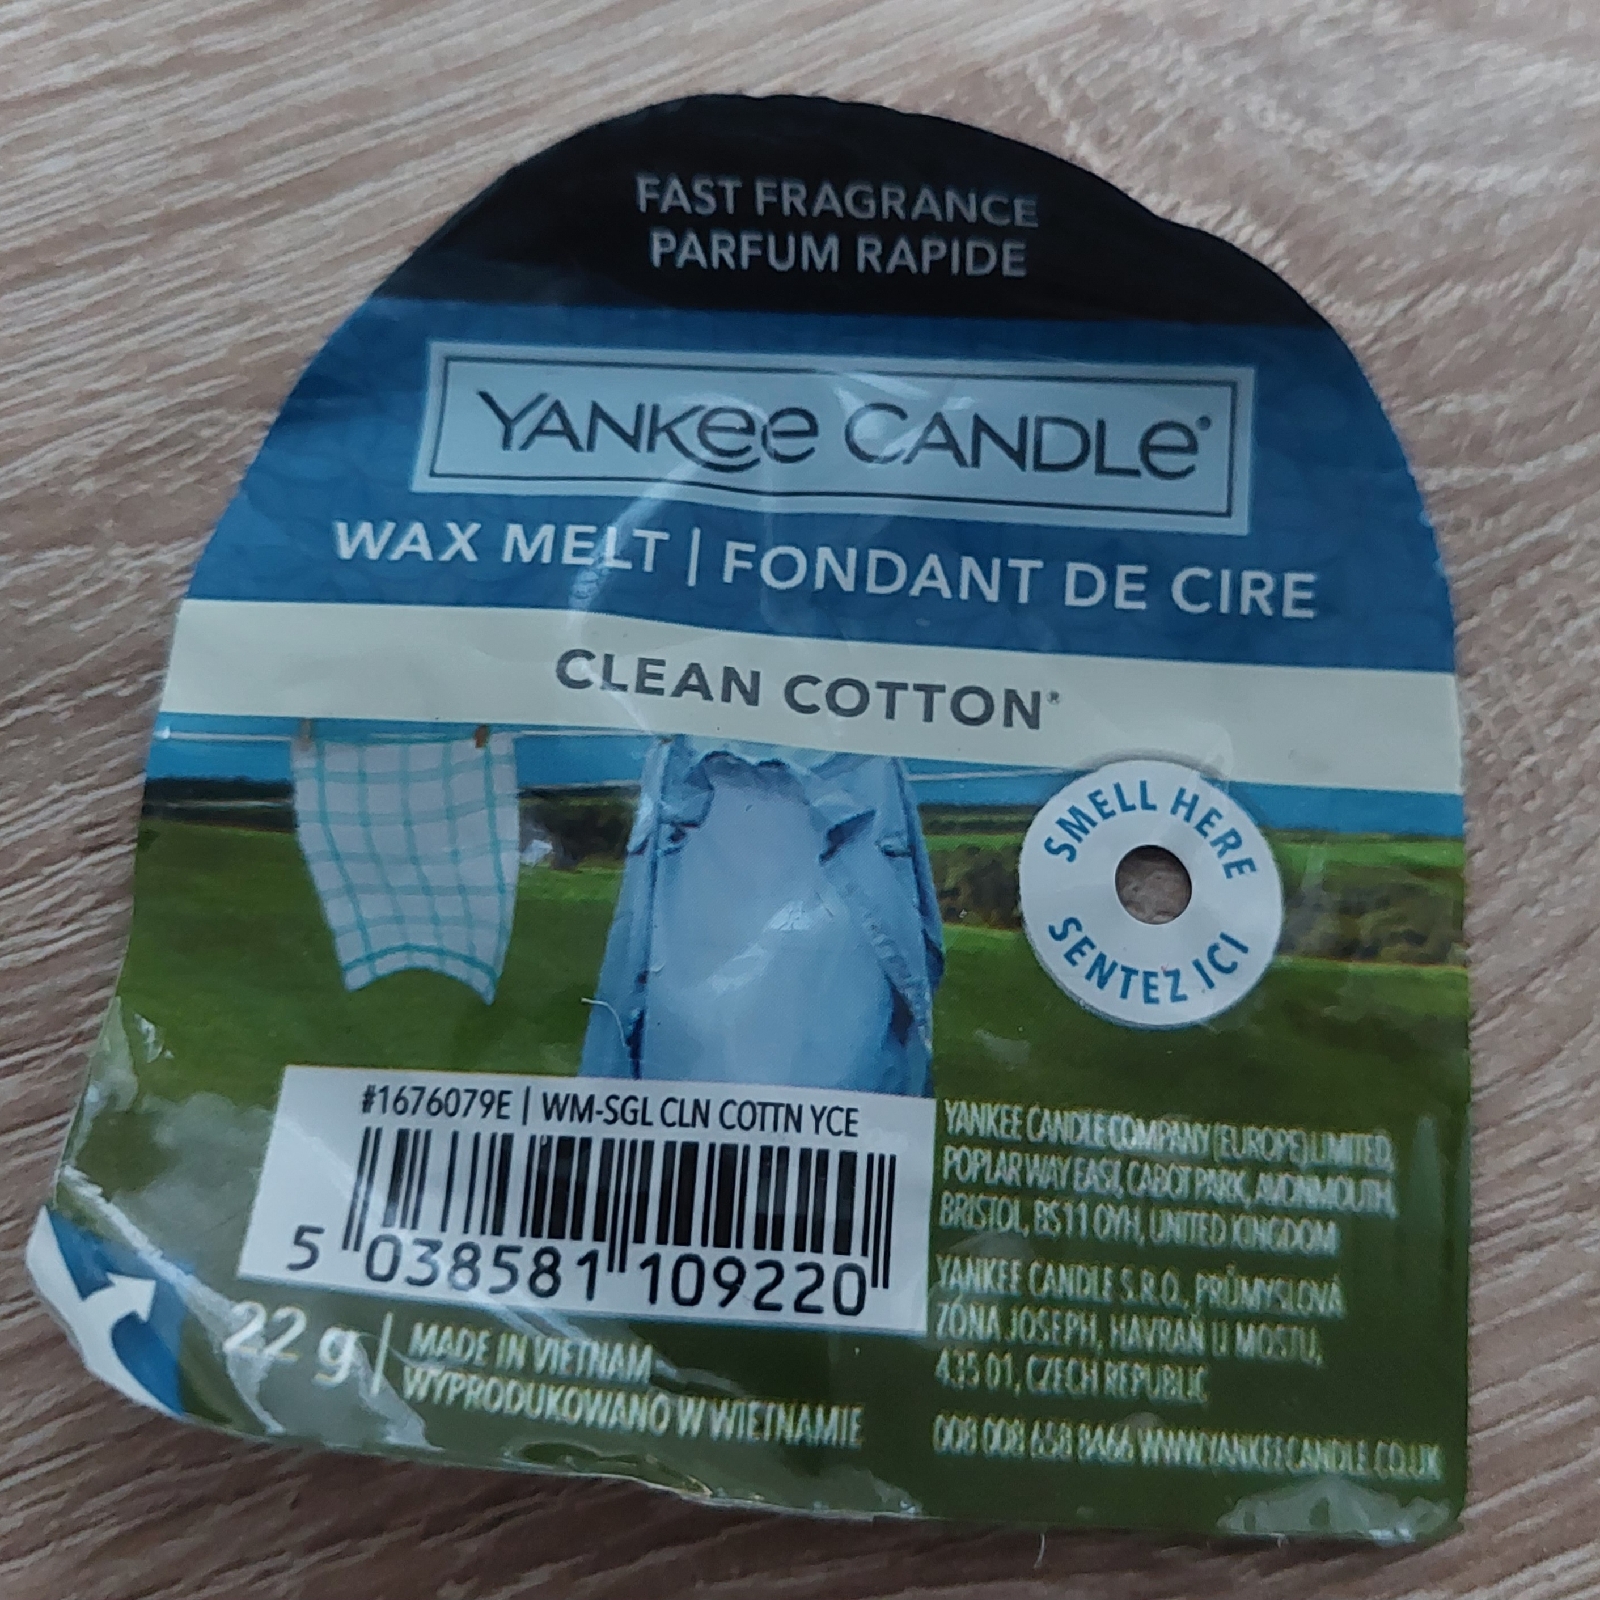 FAST FRAGRANCE
PARFUM RAPIDE
YANKee CANDLe®
WAX MELT | FONDANT DE CIRE
CLEAN COTTON®
SMELL HERE
SENTEZ ICI
#1676079E | WM-SGL CLN COTTN YCE
5 038581 109220
22 g | MADE IN VIETNAM
WYPRODUKOWANO W WIETNAMIE
YANKEE CANDLE COMPANY (EUROPE) LIMITED,
POPLAR WAY EAST, CABOT PARK, AVONMOUTH,
BRISTOL, BS11 0YH, UNITED KINGDOM
YANKEE CANDLE S.R.O., PRŮMYSLOVÁ
ZÓNA JOSEPH, HAVRAŇ U MOSTU,
435 01, CZECH REPUBLIC
008 008 658 8466 WWW.YANKEECANDLE.CO.UK